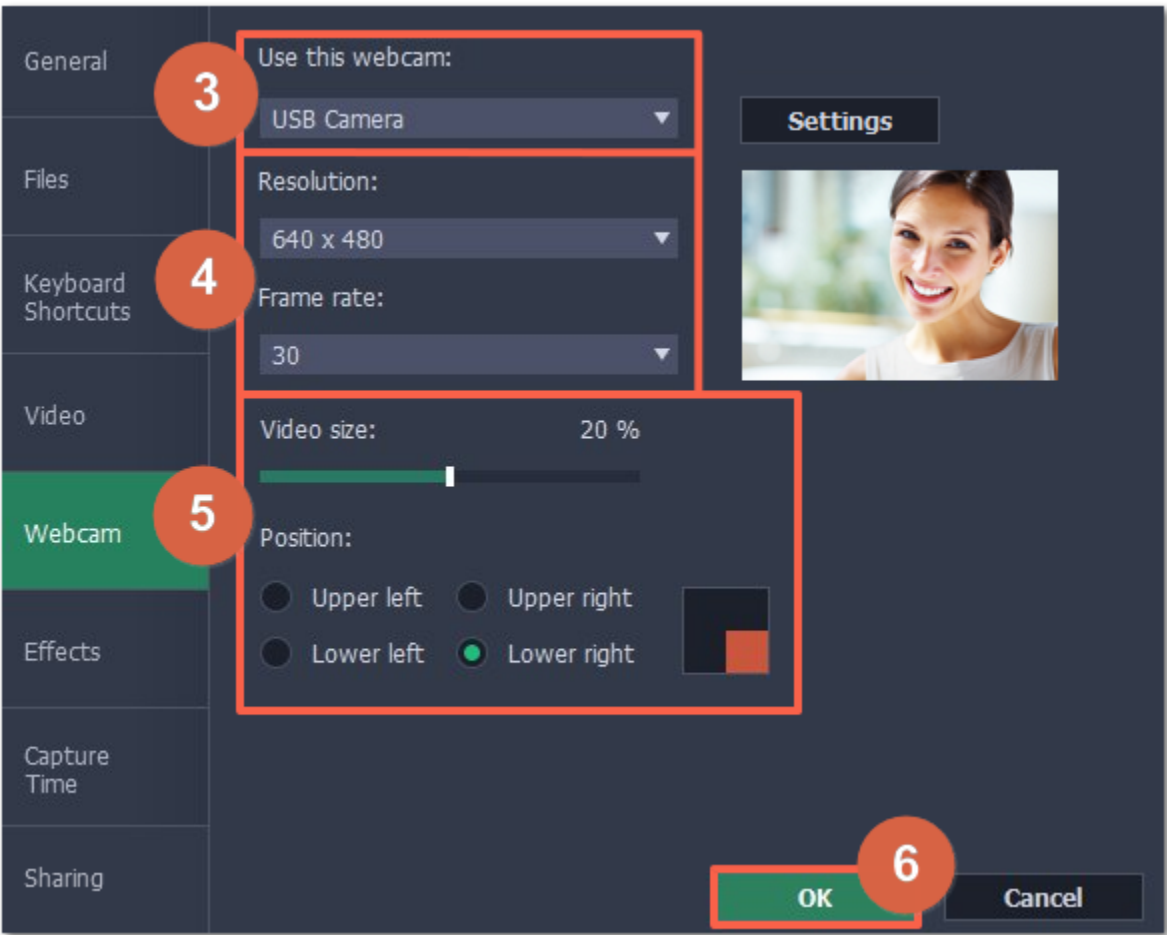 General
Files
Keyboard
Shortcuts
Video
Webcam
Effects
Capture
Time
Sharing
3
Use this webcam:
USB Camera
Settings
4
Resolution:
640 x 480
Frame rate:
30
5
Video size: 20 %
Position:
Upper left Upper right
Lower left Lower right
6
OK Cancel